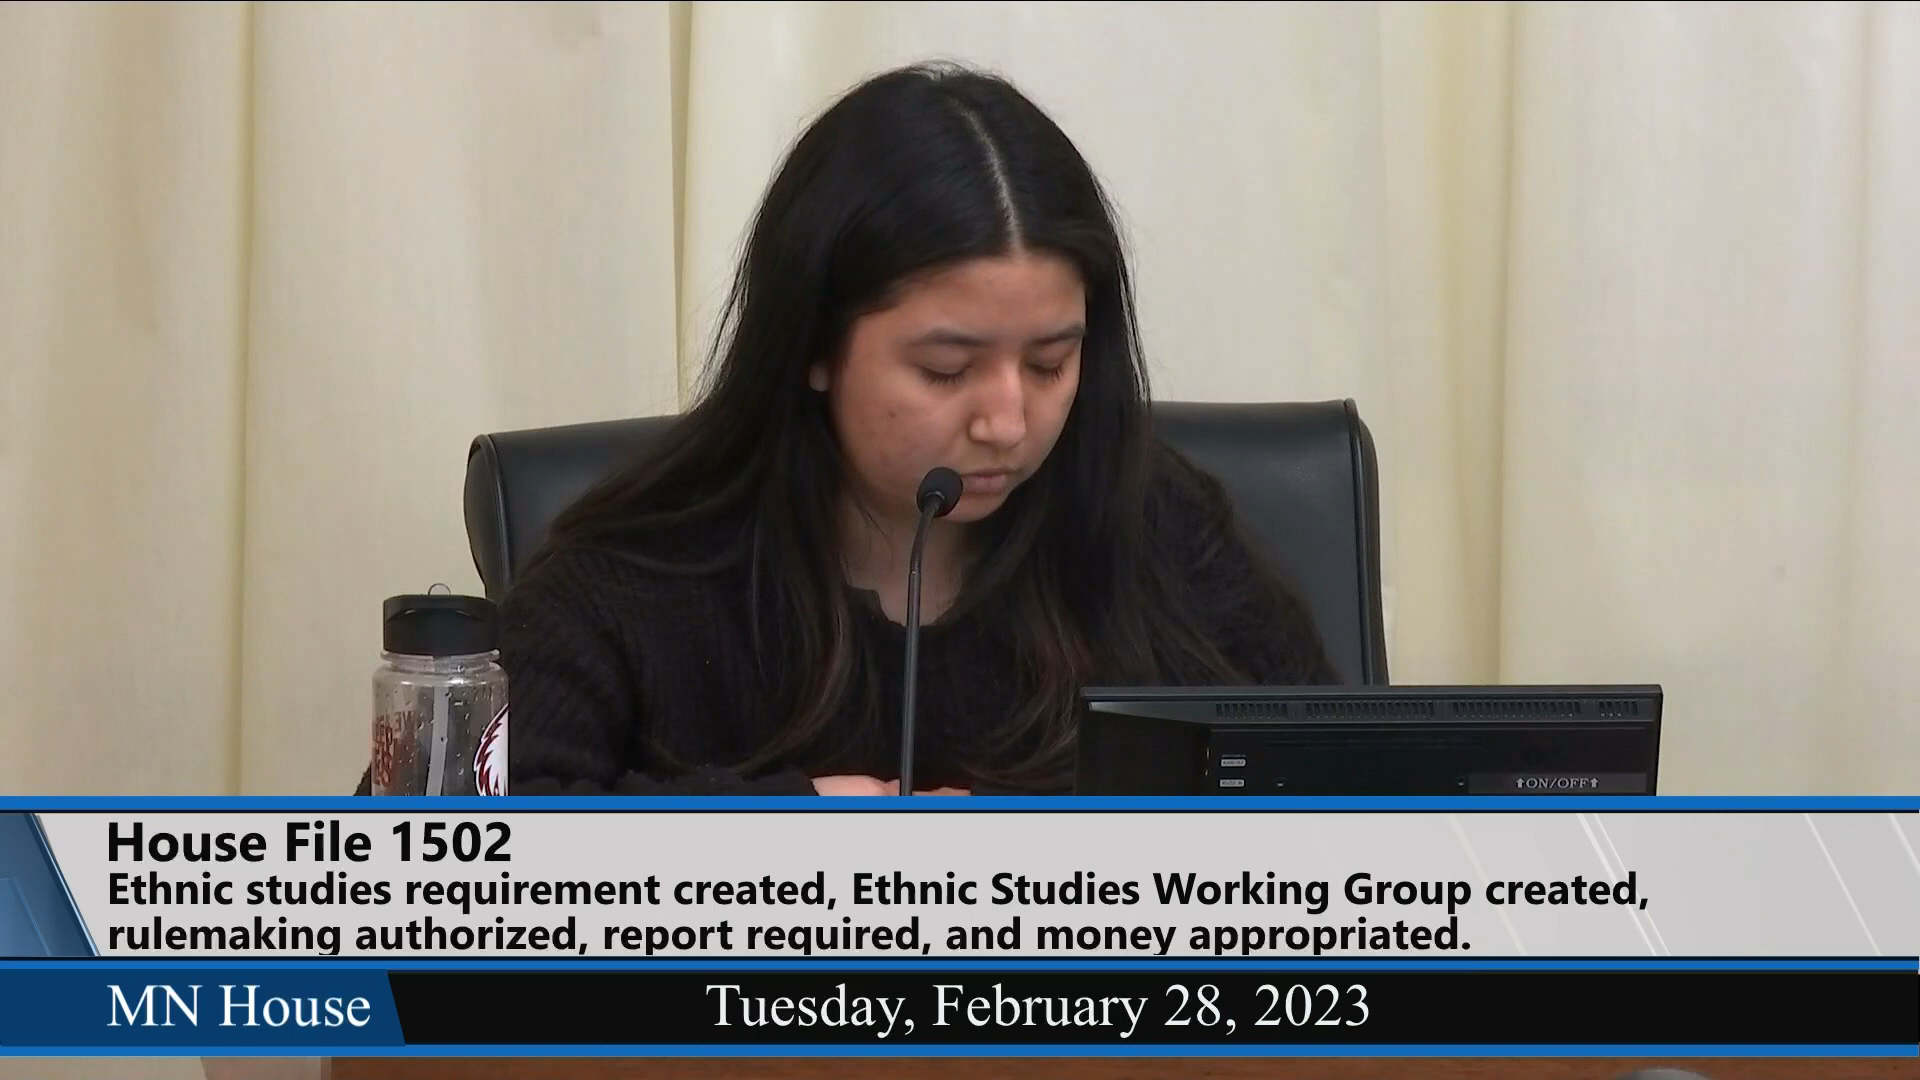 ⬆ON/OFF⬆
House File 1502
Ethnic studies requirement created, Ethnic Studies Working Group created,
rulemaking authorized, report required, and money appropriated.
MN House
Tuesday, February 28, 2023